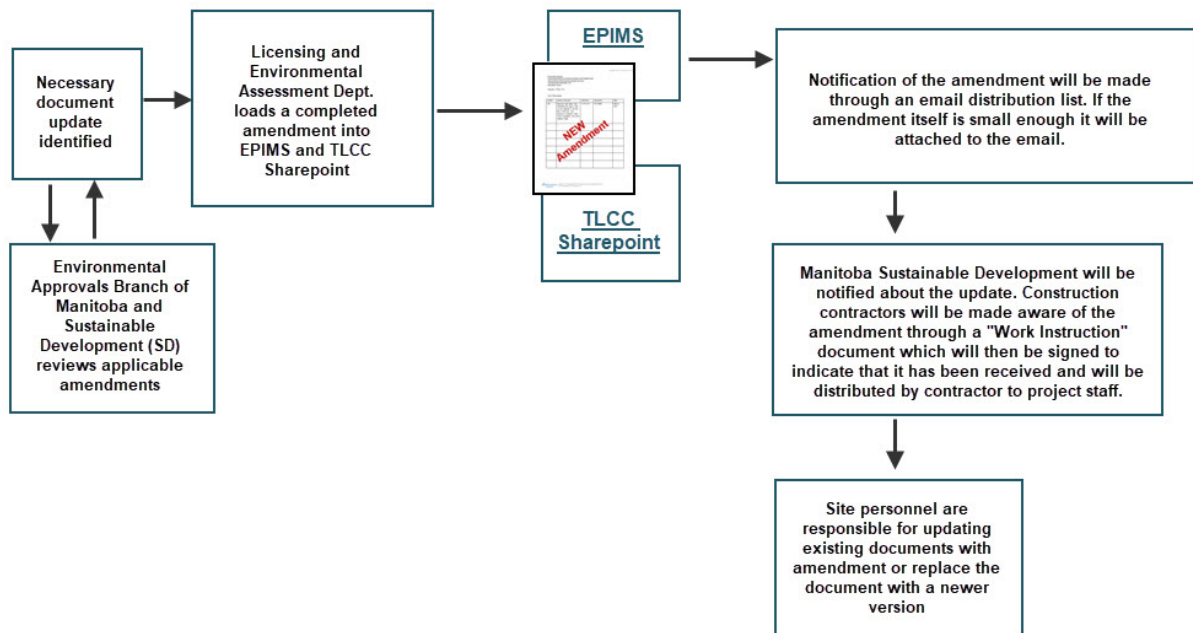 Necessary
document
update
identified
Environmental
Approvals Branch of
Manitoba and
Sustainable
Development (SD)
reviews applicable
amendments
Licensing and
Environmental
Assessment Dept.
loads a completed
amendment into
EPIMS and TLCC
Sharepoint
EPIMS
NEW
Amendment
TLCC
Sharepoint
Notification of the amendment will be made
through an email distribution list. If the
amendment itself is small enough it will be
attached to the email.
Manitoba Sustainable Development will be
notified about the update. Construction
contractors will be made aware of the
amendment through a "Work Instruction"
document which will then be signed to
indicate that it has been received and will be
distributed by contractor to project staff.
Site personnel are
responsible for updating
existing documents with
amendment or replace the
document with a newer
version